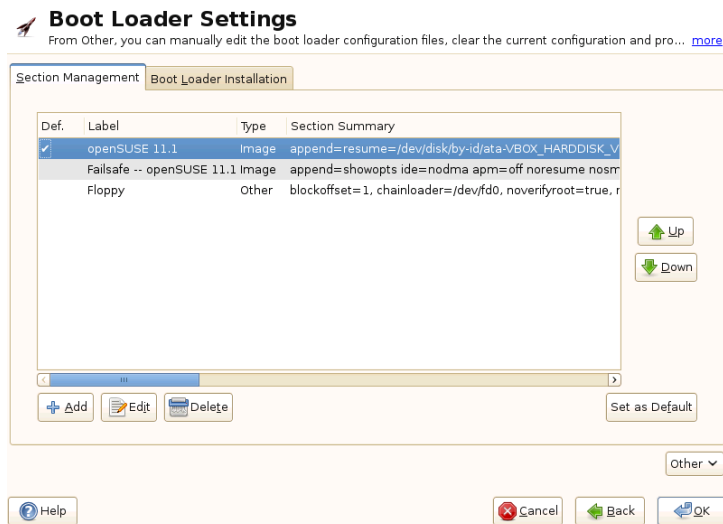 Boot Loader Settings
From Other, you can manually edit the boot loader configuration files, clear the current configuration and pro... more
Section Management Boot Loader Installation
Def. Label Type Section Summary
openSUSE 11.1 Image append=resume=/dev/disk/by-id/ata-VBOX_HARDDISK_V
Failsafe -- openSUSE 11.1 Image append=showopts ide=nodma apm=off noresume nosm
Floppy Other blockoffset=1, chainloader=/dev/fd0, noverifyroot=true, r
Up
Down
Add Edit Delete Set as Default
Other
Help Cancel Back OK